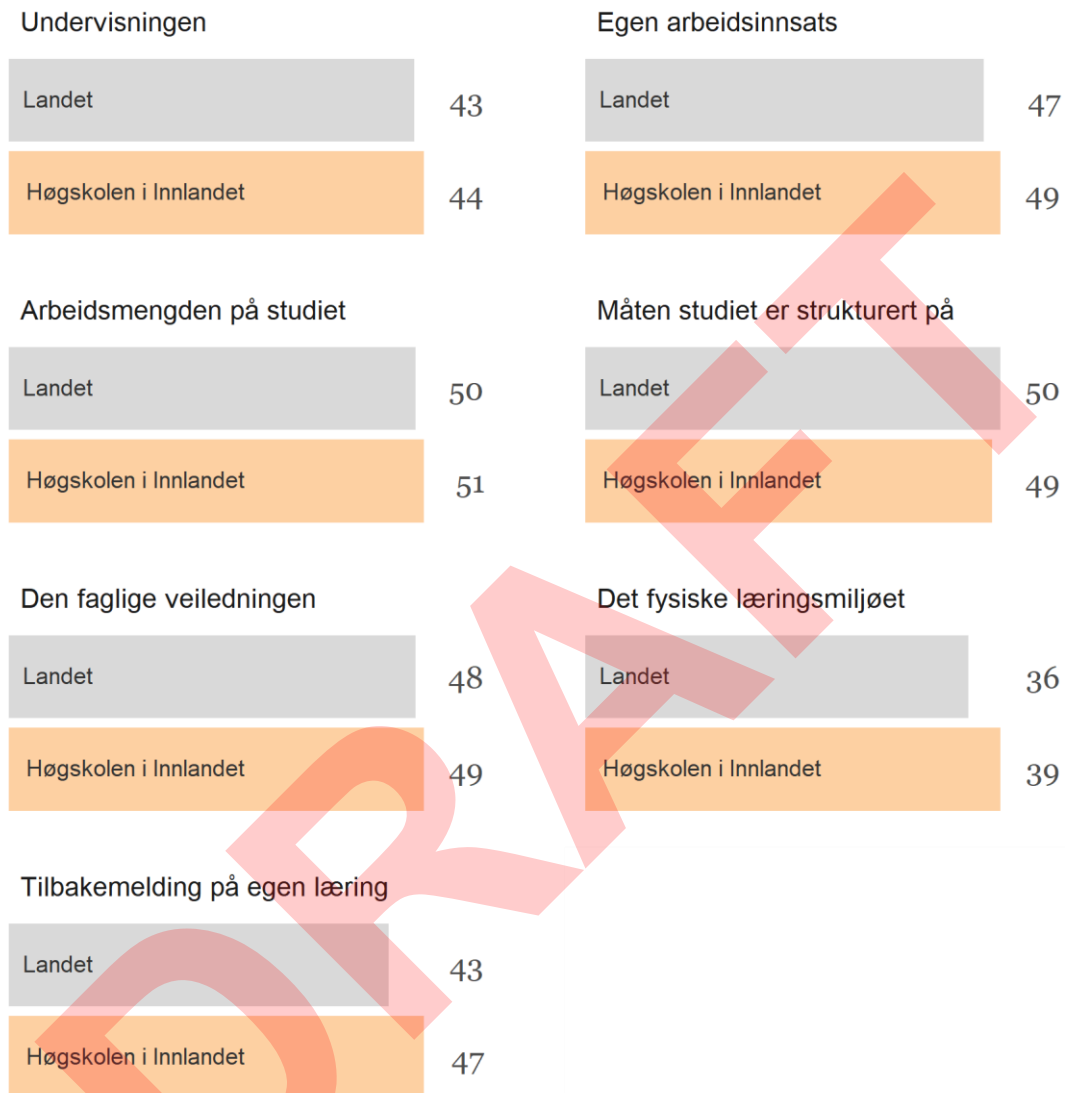 Undervisningen
Landet 43
Høgskolen i Innlandet 44
Egen arbeidsinnsats
Landet 47
Høgskolen i Innlandet 49
Arbeidsmengden på studiet
Landet 50
Høgskolen i Innlandet 51
Måten studiet er strukturert på
Landet 50
Høgskolen i Innlandet 49
Den faglige veiledningen
Landet 48
Høgskolen i Innlandet 49
Det fysiske læringsmiljøet
Landet 36
Høgskolen i Innlandet 39
Tilbakemelding på egen læring
Landet 43
Høgskolen i Innlandet 47
DRAFT